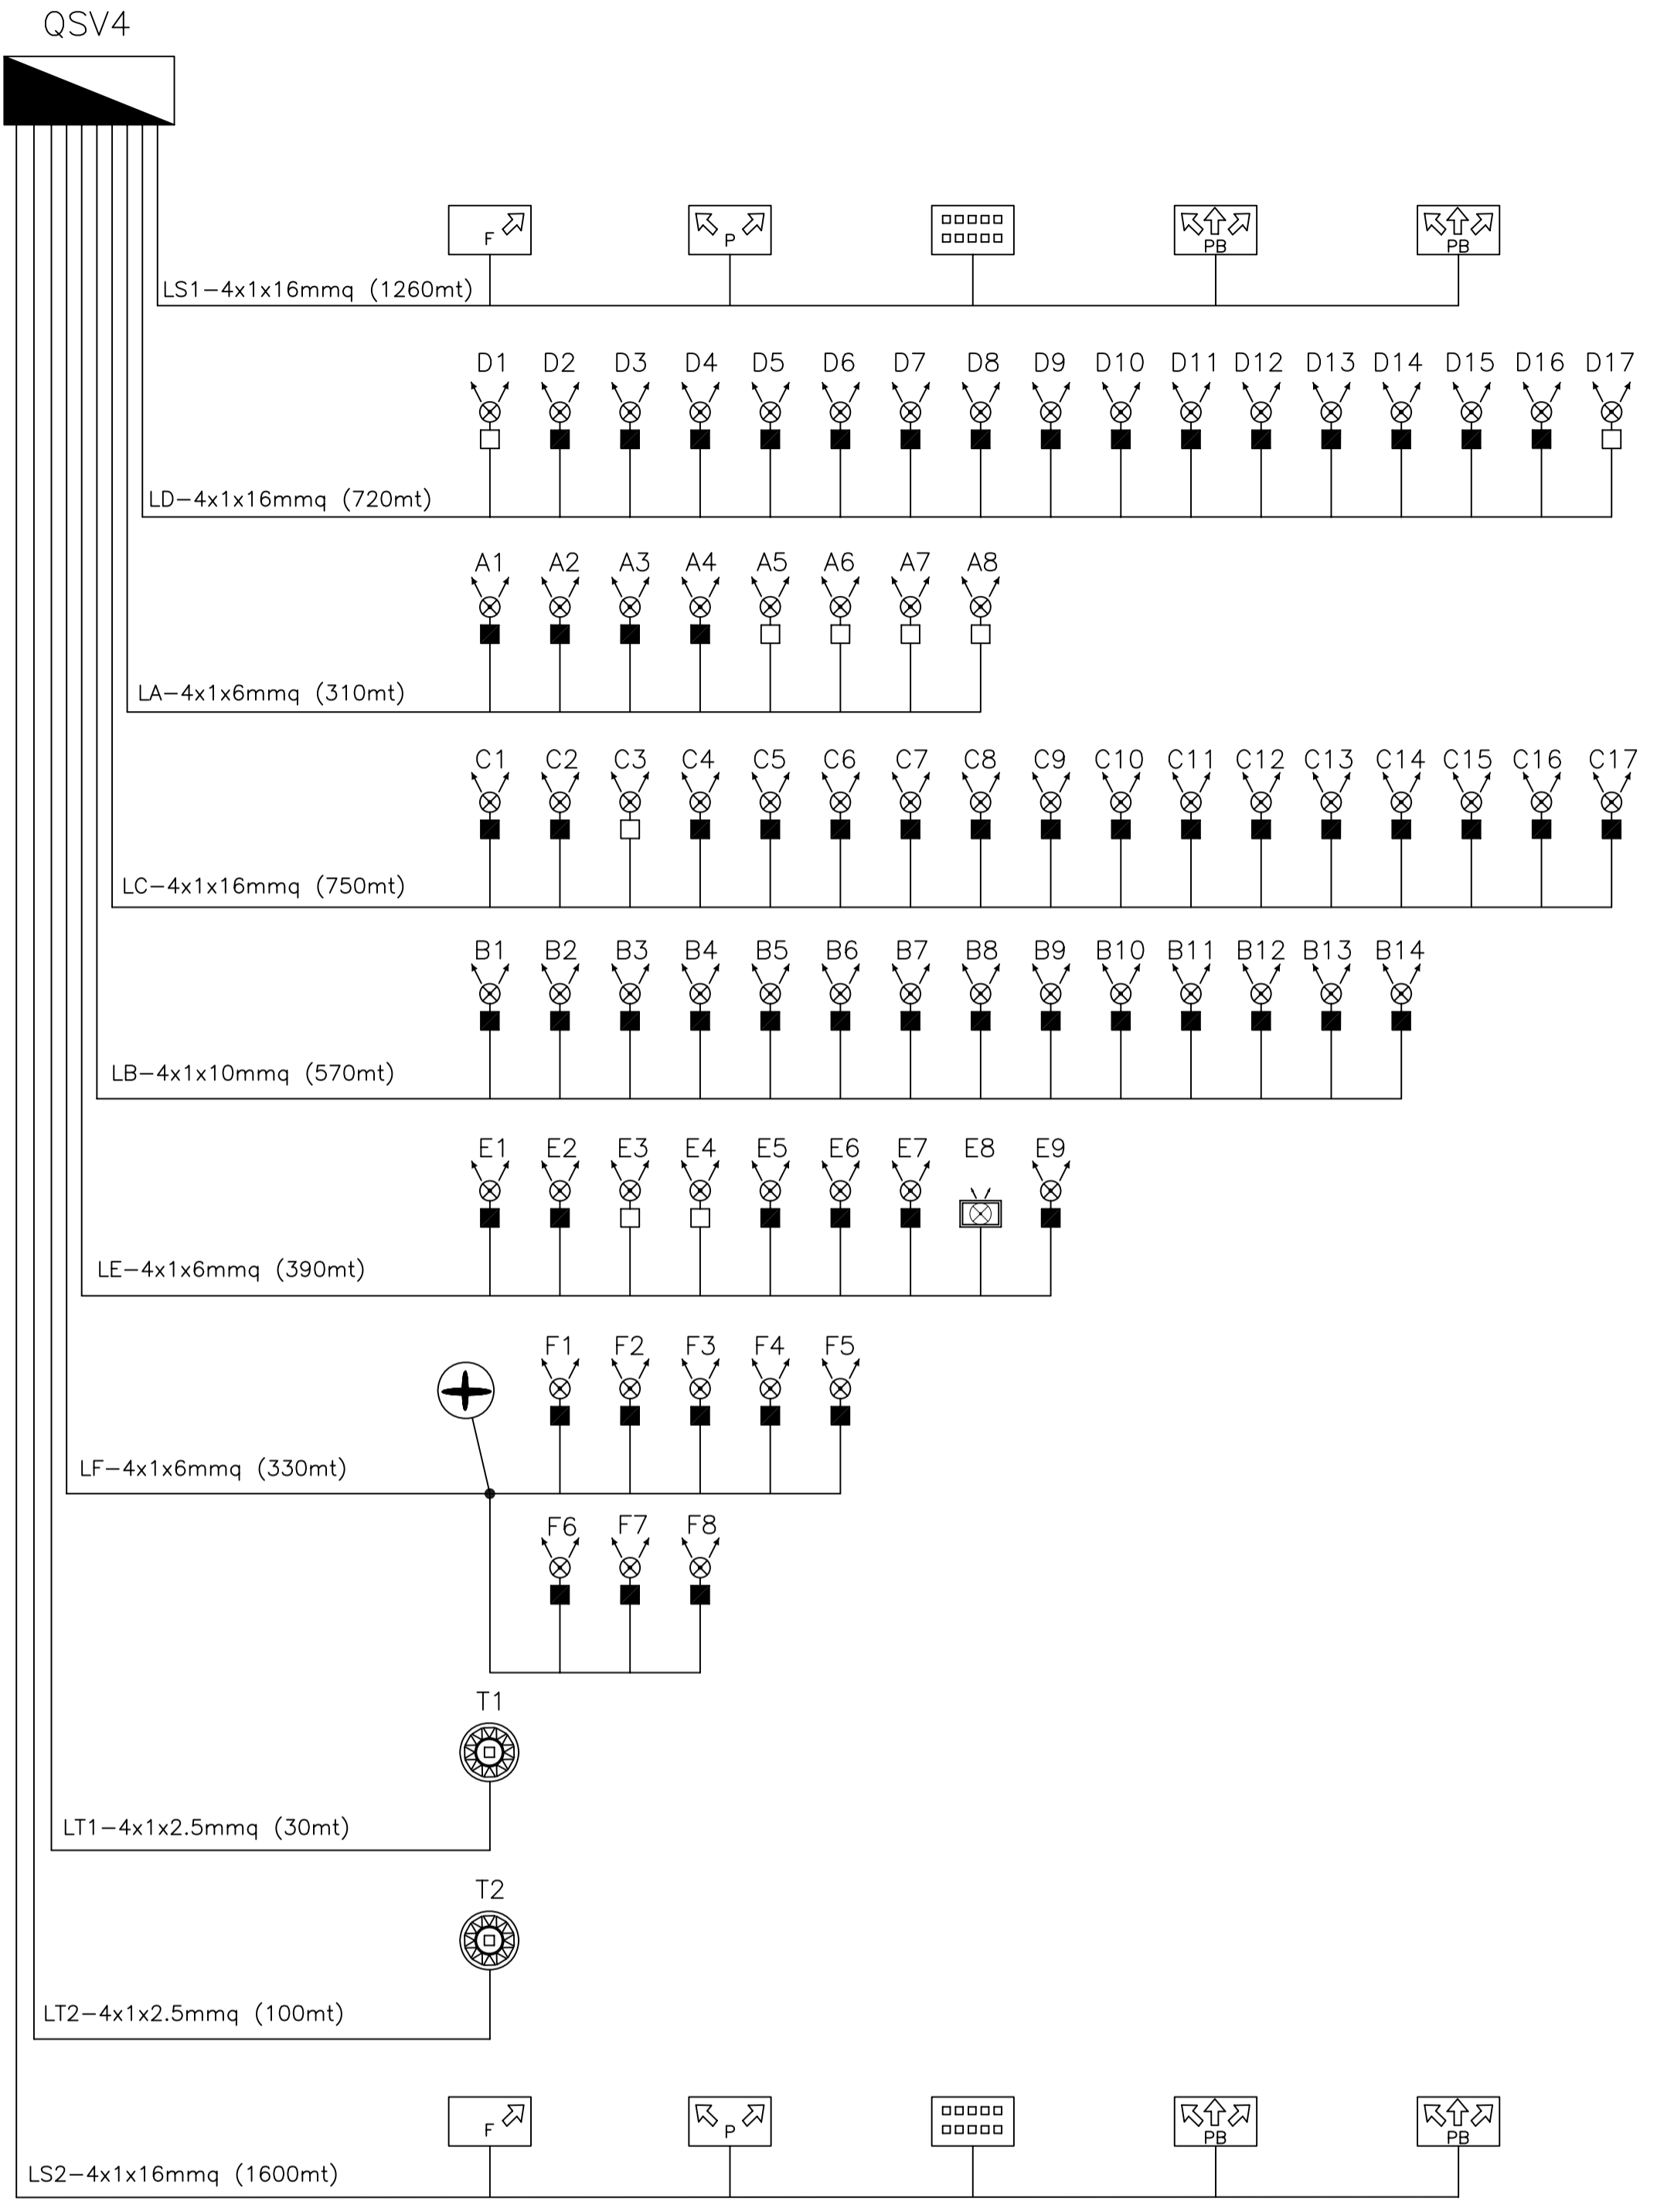 QSV4
F P PB PB
LS1-4x1x16mmq (1260mt)
D1 D2 D3 D4 D5 D6 D7 D8 D9 D10 D11 D12 D13 D14 D15 D16 D17
LD-4x1x16mmq (720mt)
A1 A2 A3 A4 A5 A6 A7 A8
LA-4x1x6mmq (310mt)
C1 C2 C3 C4 C5 C6 C7 C8 C9 C10 C11 C12 C13 C14 C15 C16 C17
LC-4x1x16mmq (750mt)
B1 B2 B3 B4 B5 B6 B7 B8 B9 B10 B11 B12 B13 B14
LB-4x1x10mmq (570mt)
E1 E2 E3 E4 E5 E6 E7 E8 E9
LE-4x1x6mmq (390mt)
F1 F2 F3 F4 F5
LF-4x1x6mmq (330mt)
F6 F7 F8
T1
LT1-4x1x2.5mmq (30mt)
T2
LT2-4x1x2.5mmq (100mt)
F P PB PB
LS2-4x1x16mmq (1600mt)